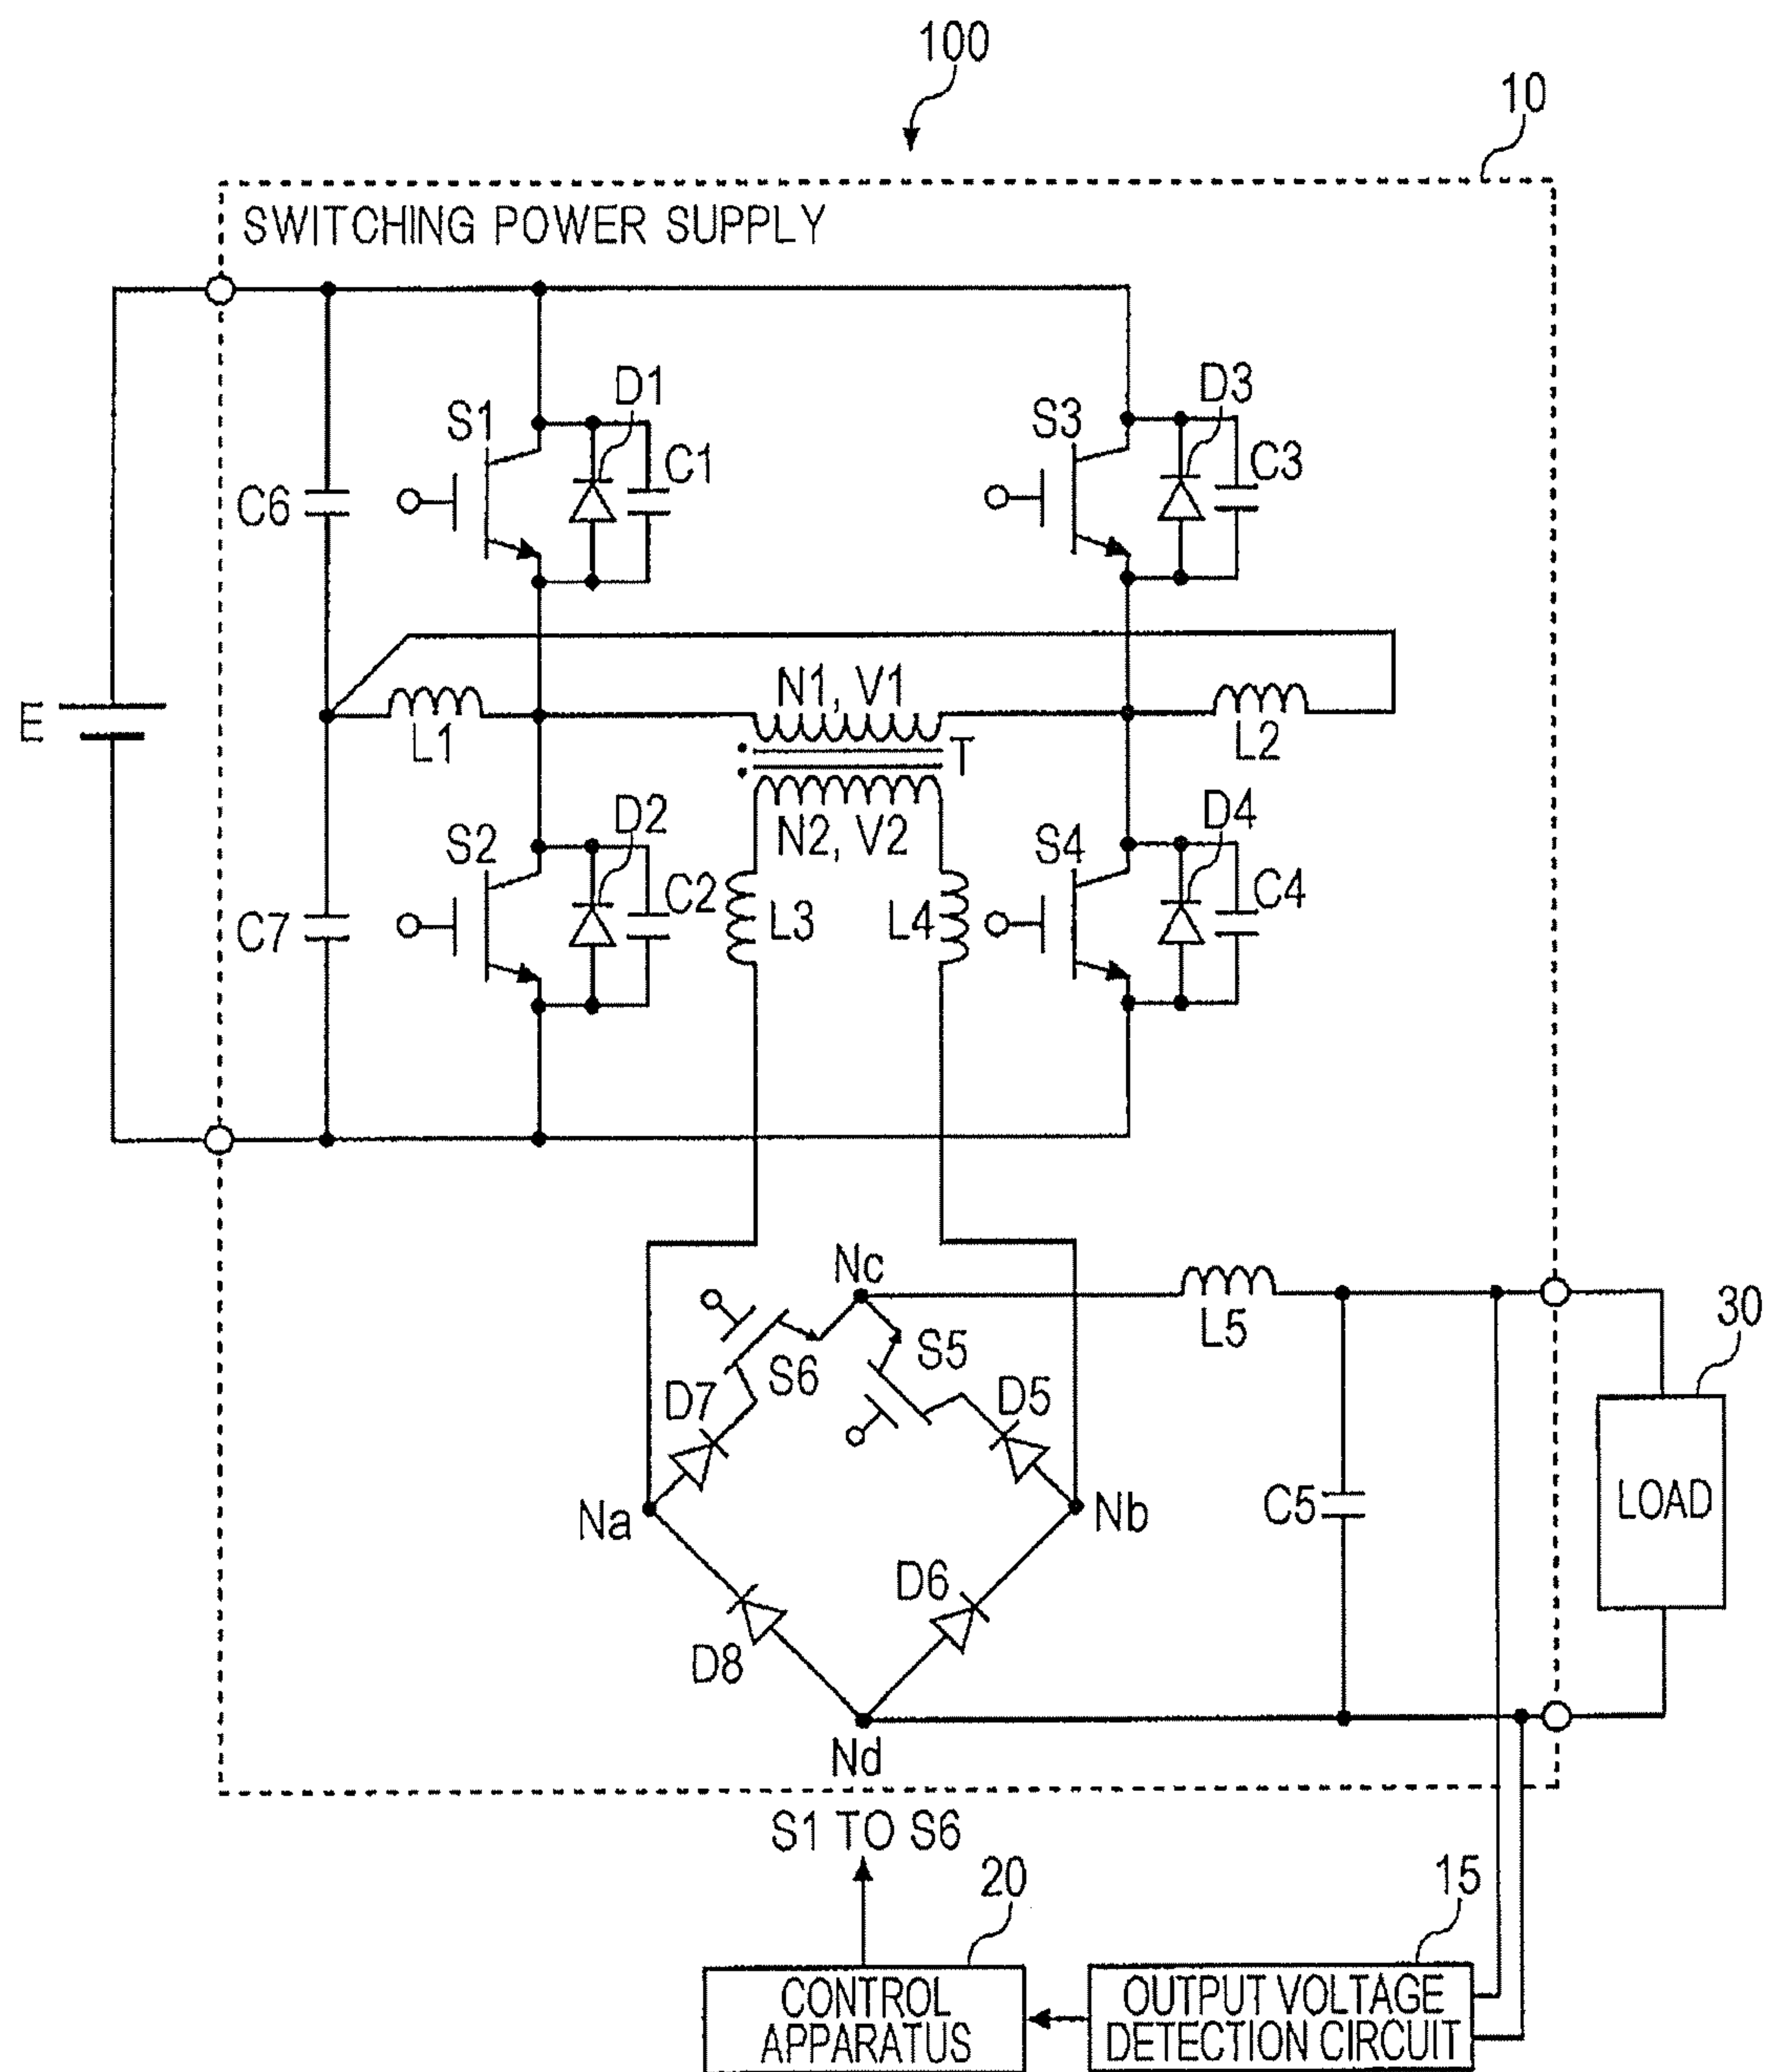 100
10
SWITCHING POWER SUPPLY
D1
D3
S1
S3
C1
C3
C6
N1, V1
E
L1
T
L2
D2
D4
S2
N2, V2
S4
C2
C4
C7
L3
L4
Nc
L5
30
S6
S5
D7
D5
Na
Nb
C5
LOAD
D6
D8
Nd
S1 TO S6
20
15
CONTROL
APPARATUS
OUTPUT VOLTAGE
DETECTION CIRCUIT